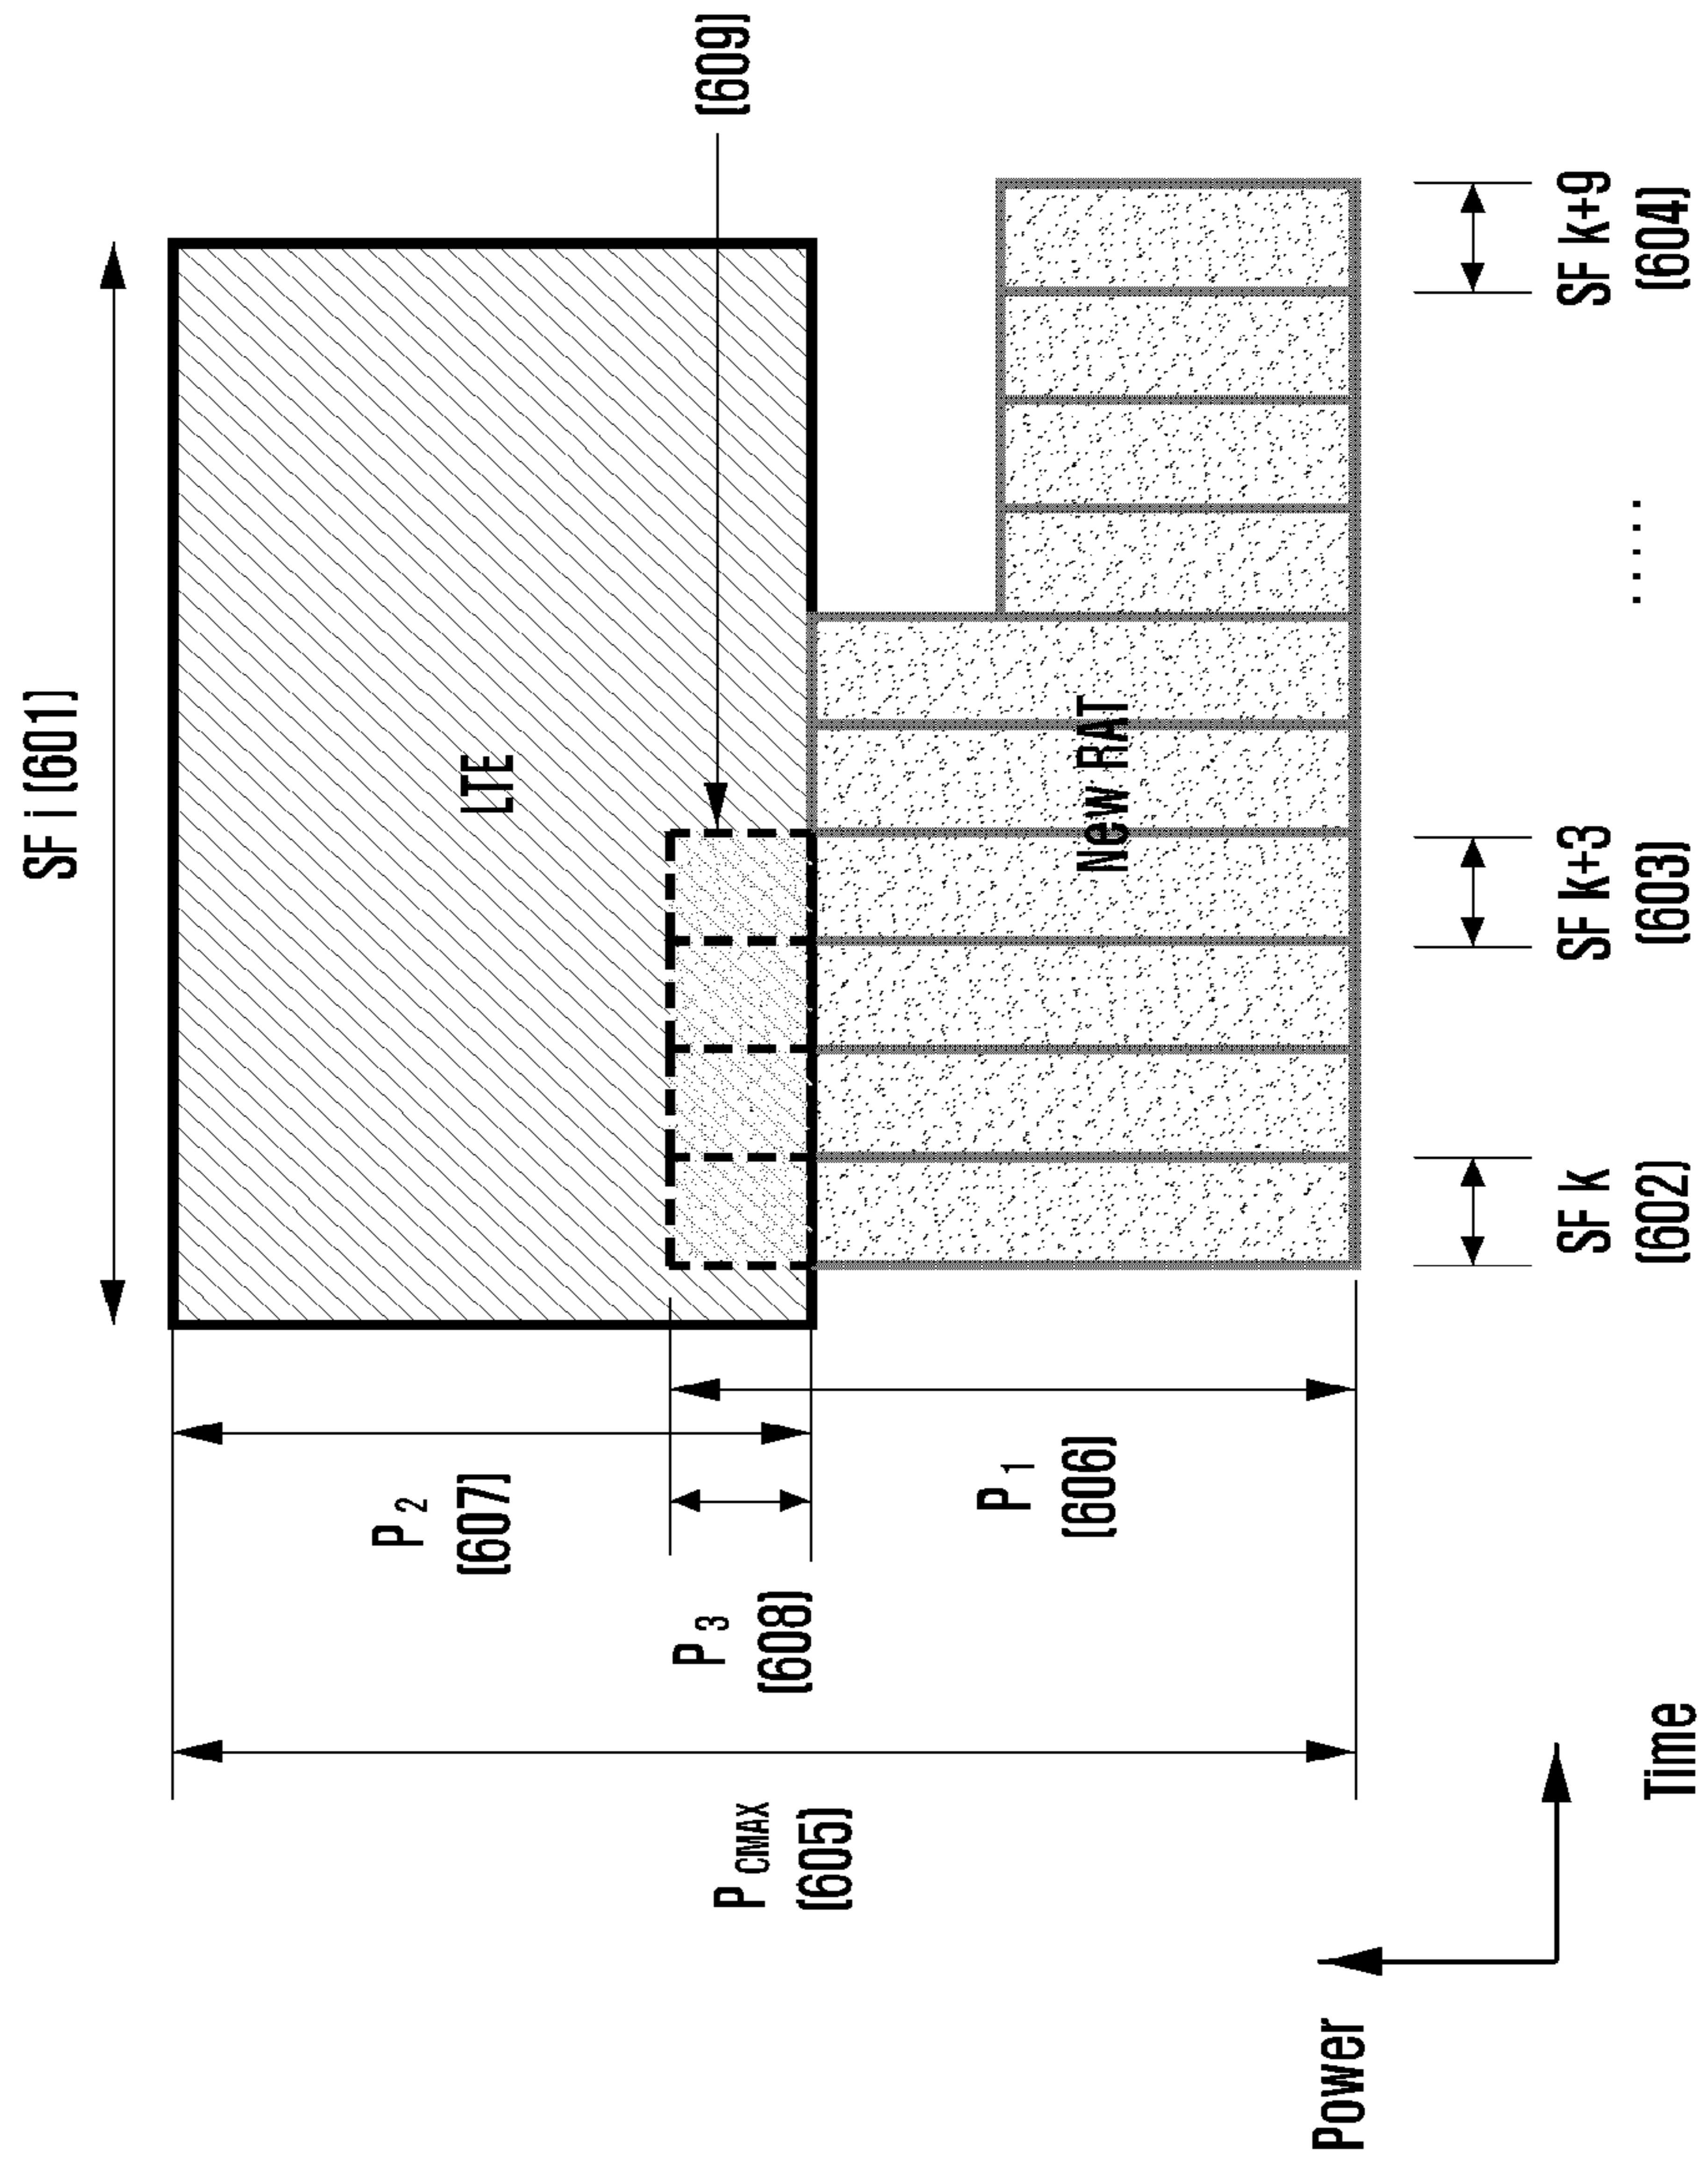 SF i (601)
(609)
LTE
P2
(607)
P3
(608)
PCMAX
(605)
P1
(606)
New RAT
SF k
(602)
SF k+3
(603)
.....
SF k+9
(604)
Power
Time